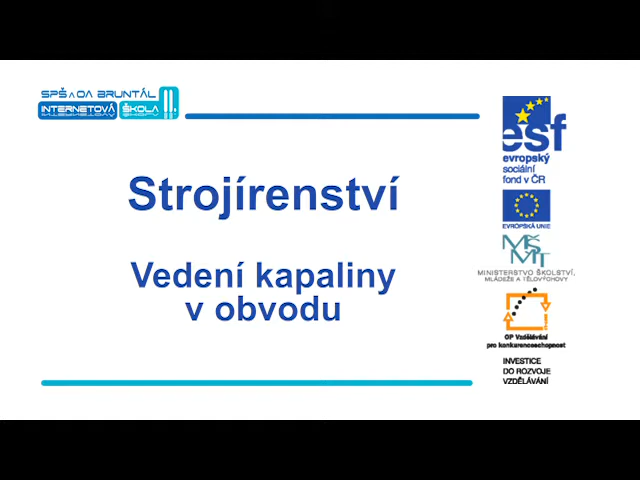 SPŠ A OA BRUNTÁL
INTERNETOVÁ ŠKOLA II.
Strojírenství
Vedení kapaliny
v obvodu
esf
evropský
sociální
fond v ČR
EVROPSKÁ UNIE
MŠMT
MINISTERSTVO ŠKOLSTVÍ,
MLÁDEŽE A TĚLOVÝCHOVY
OP Vzdělávání
pro konkurenceschopnost
INVESTICE
DO ROZVOJE
VZDĚLÁVÁNÍ